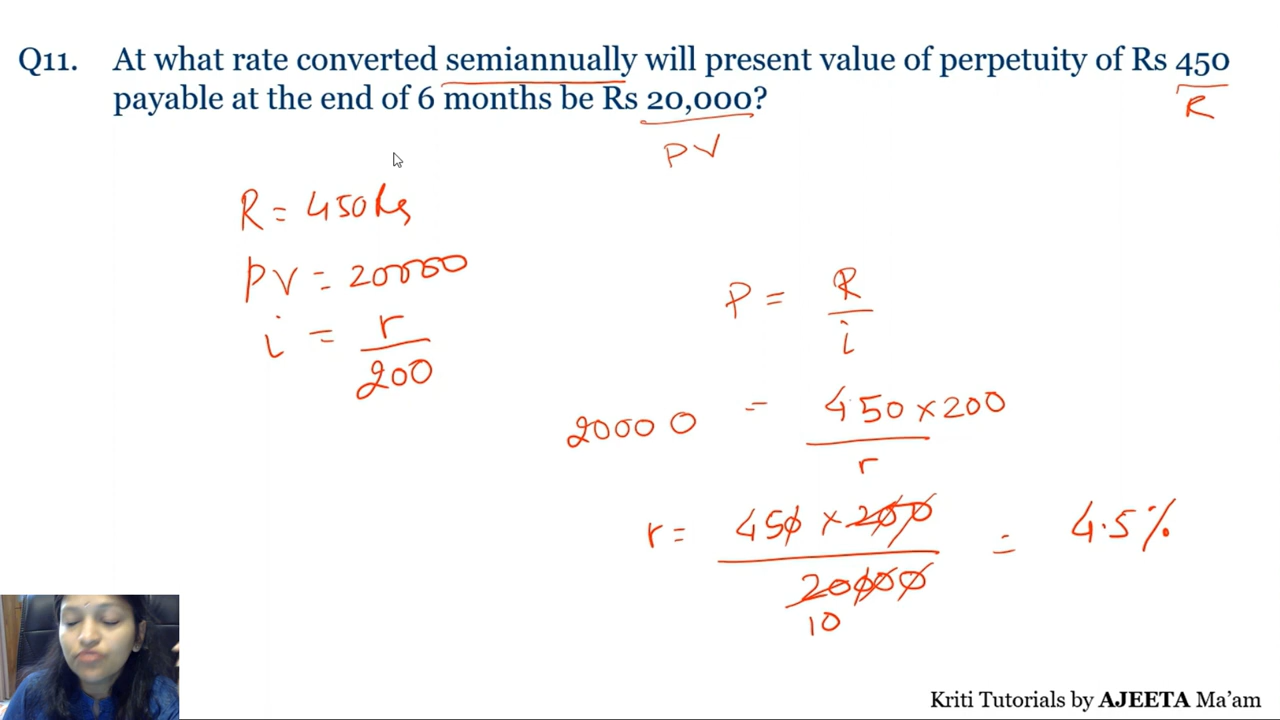 Q11. At what rate converted semiannually will present value of perpetuity of Rs 450
payable at the end of 6 months be Rs 20,000?
R
PV
R = 450 Rs
PV = 20000
i = r
200
P = R
i
20000 = 450 × 200
r
r = 450 × 200 = 4.5%
20000
10
Kriti Tutorials by AJEETA Ma'am